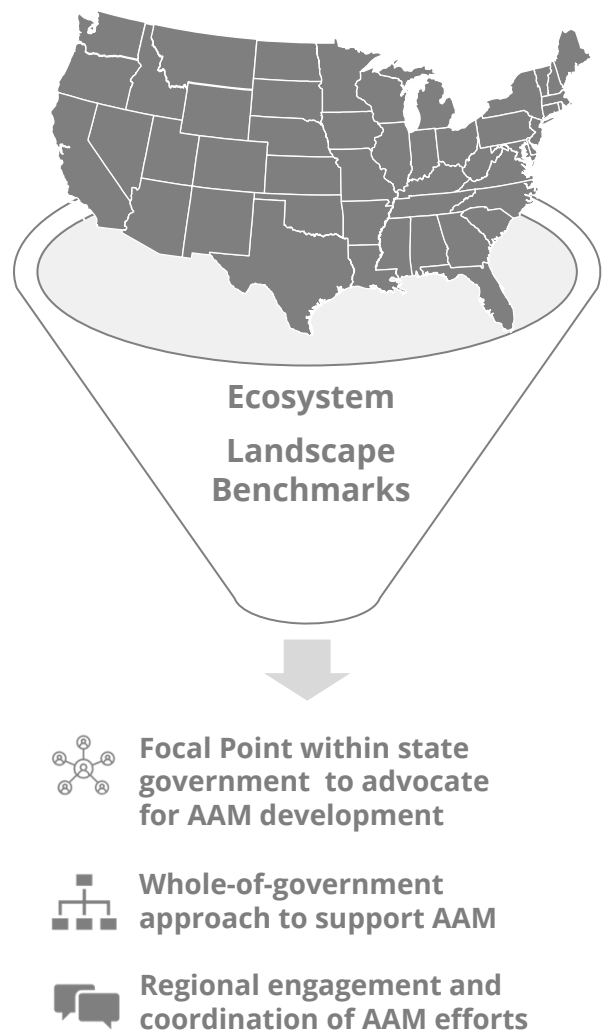 Ecosystem
Landscape
Benchmarks
Focal Point within state
government  to advocate
for AAM development
Whole-of-government
approach to support AAM
Regional engagement and
coordination of AAM efforts